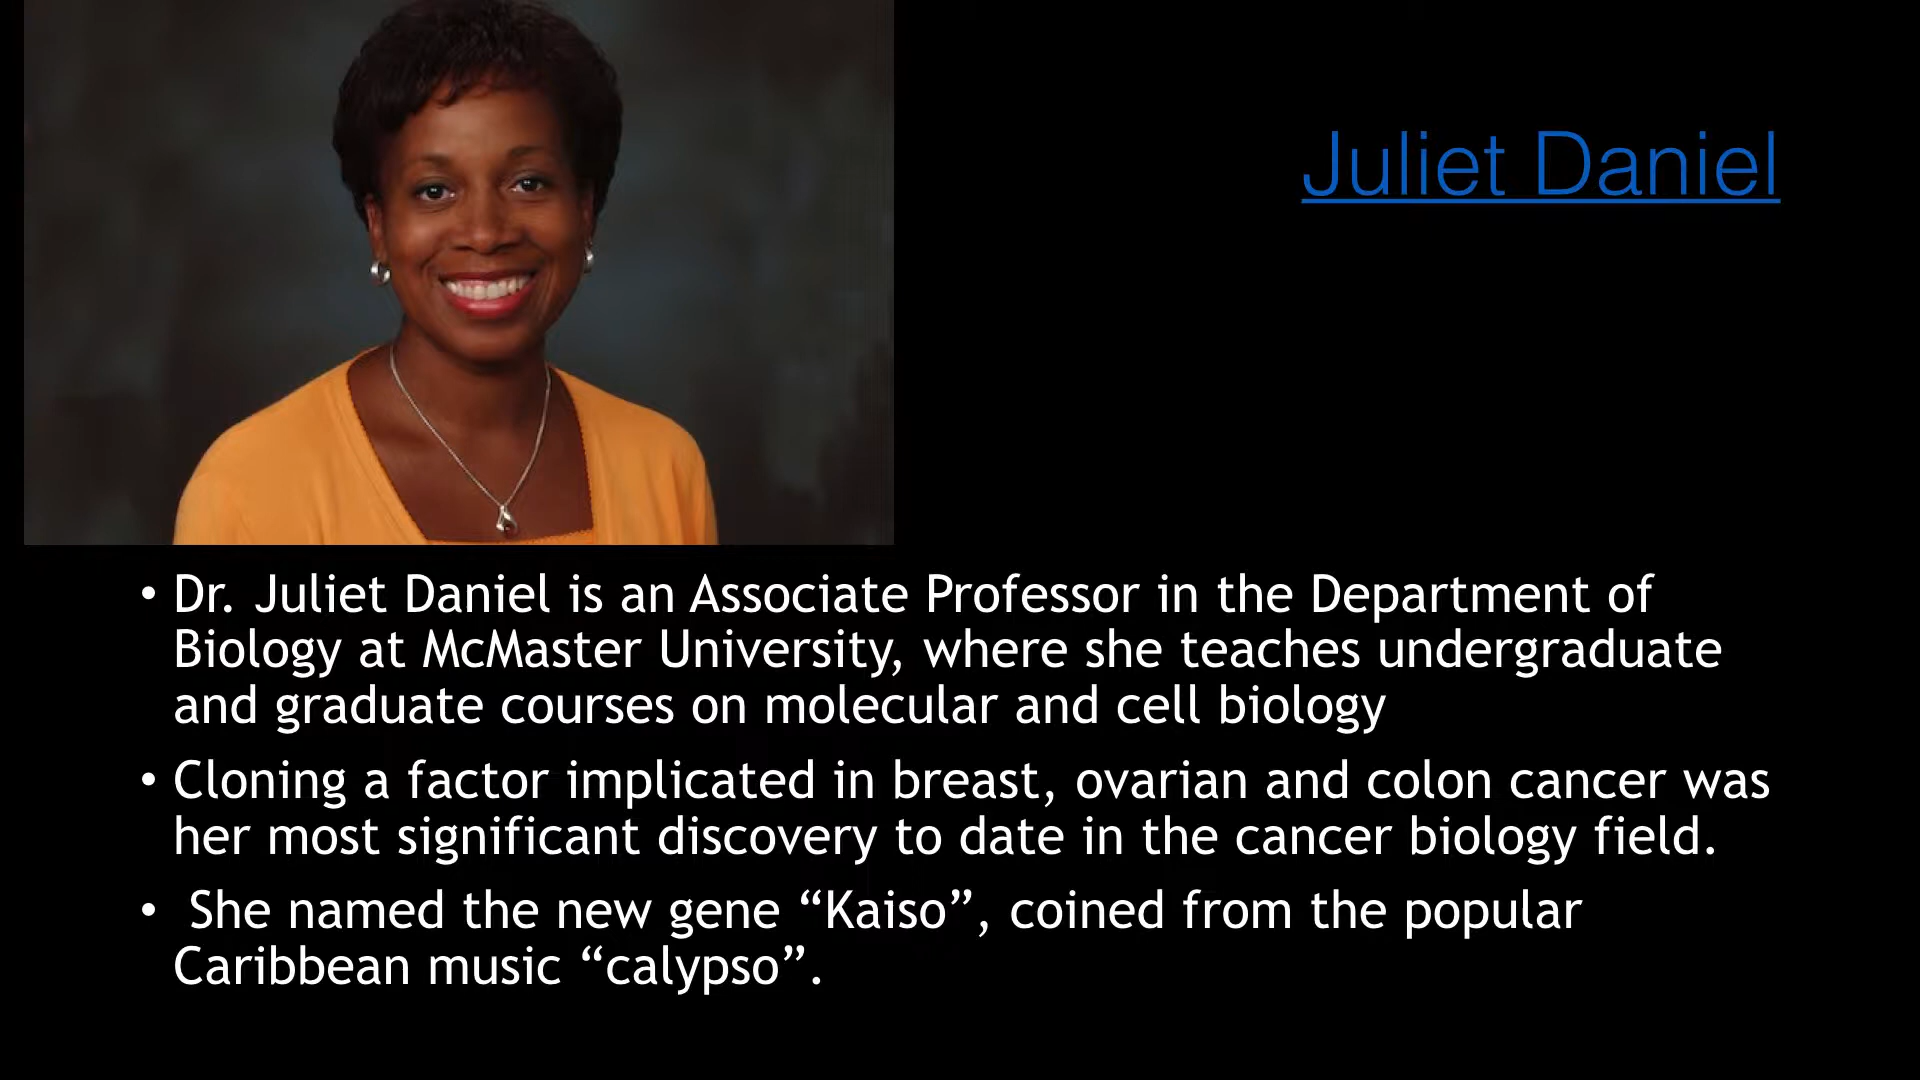 Juliet Daniel
• Dr. Juliet Daniel is an Associate Professor in the Department of
Biology at McMaster University, where she teaches undergraduate
and graduate courses on molecular and cell biology
• Cloning a factor implicated in breast, ovarian and colon cancer was
her most significant discovery to date in the cancer biology field.
• She named the new gene “Kaiso”, coined from the popular
Caribbean music “calypso”.